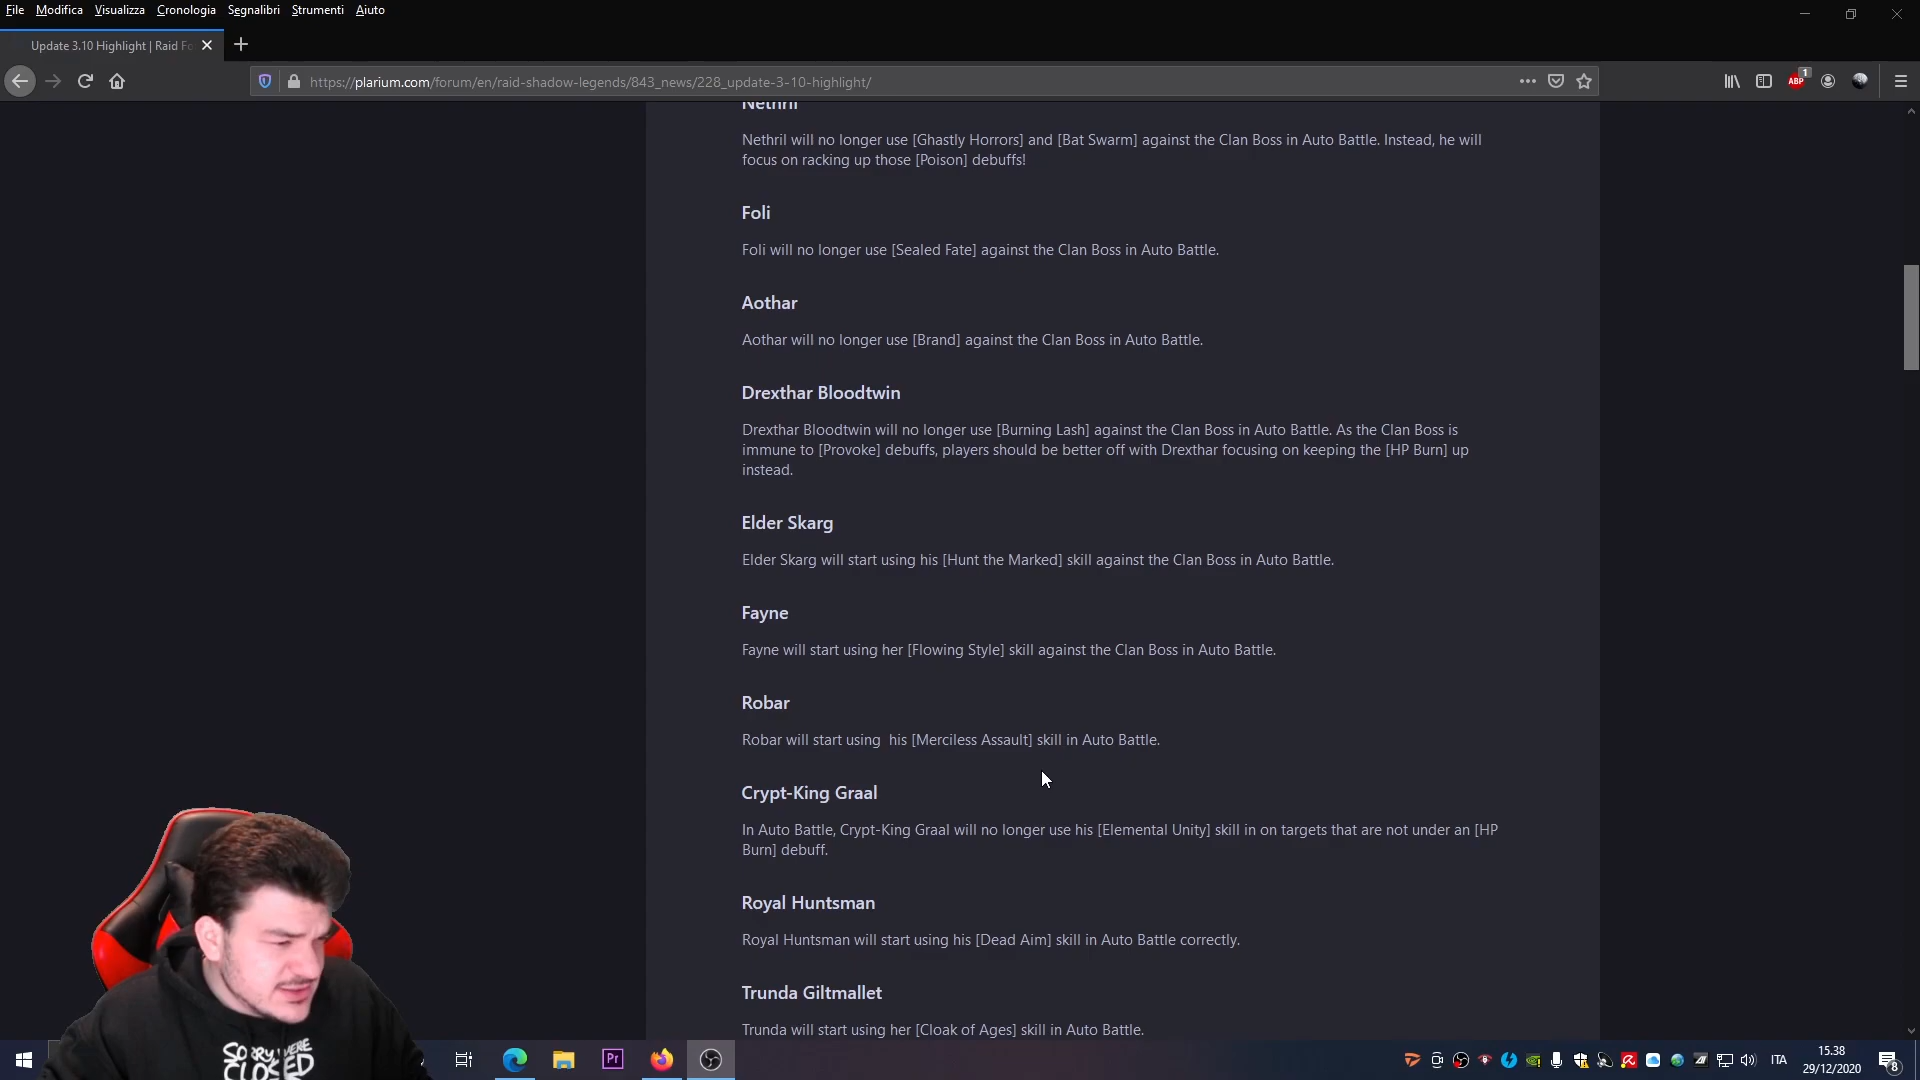 File Modifica Visualizza Cronologia Segnalibri Strumenti Aiuto
Update 3.10 Highlight | Raid Fo
https://plarium.com/forum/en/raid-shadow-legends/843_news/228_update-3-10-highlight/
ABP 1
Nethril
Nethril will no longer use [Ghastly Horrors] and [Bat Swarm] against the Clan Boss in Auto Battle. Instead, he will
focus on racking up those [Poison] debuffs!
Foli
Foli will no longer use [Sealed Fate] against the Clan Boss in Auto Battle.
Aothar
Aothar will no longer use [Brand] against the Clan Boss in Auto Battle.
Drexthar Bloodtwin
Drexthar Bloodtwin will no longer use [Burning Lash] against the Clan Boss in Auto Battle. As the Clan Boss is
immune to [Provoke] debuffs, players should be better off with Drexthar focusing on keeping the [HP Burn] up
instead.
Elder Skarg
Elder Skarg will start using his [Hunt the Marked] skill against the Clan Boss in Auto Battle.
Fayne
Fayne will start using her [Flowing Style] skill against the Clan Boss in Auto Battle.
Robar
Robar will start using  his [Merciless Assault] skill in Auto Battle.
Crypt-King Graal
In Auto Battle, Crypt-King Graal will no longer use his [Elemental Unity] skill in on targets that are not under an [HP
Burn] debuff.
Royal Huntsman
Royal Huntsman will start using his [Dead Aim] skill in Auto Battle correctly.
Trunda Giltmallet
Trunda will start using her [Cloak of Ages] skill in Auto Battle.
SORRY WE'RE
CLOSED
Pr
ITA
15.38
29/12/2020
8